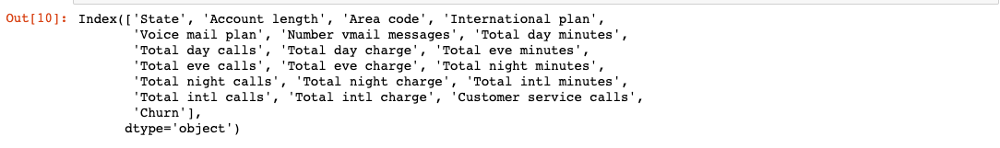 Out[10]: Index(['State', 'Account length', 'Area code', 'International plan',
'Voice mail plan', 'Number vmail messages', 'Total day minutes',
'Total day calls', 'Total day charge', 'Total eve minutes',
'Total eve calls', 'Total eve charge', 'Total night minutes',
'Total night calls', 'Total night charge', 'Total intl minutes',
'Total intl calls', 'Total intl charge', 'Customer service calls',
'Churn'],
dtype='object')